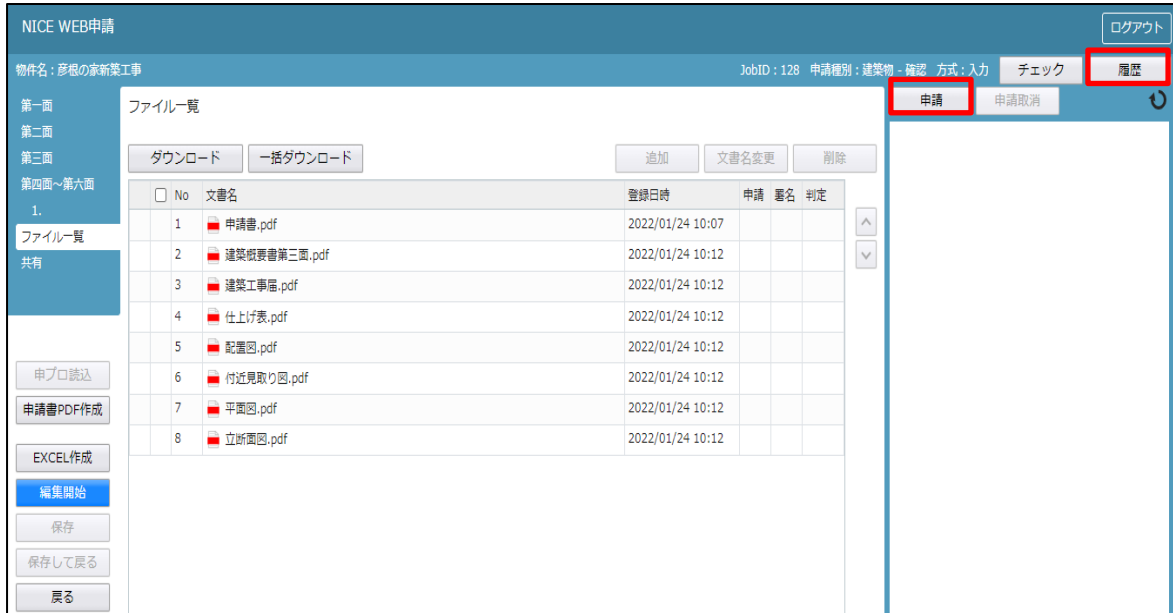 NICE WEB申請
ログアウト
物件名 : 彦根の家新築工事
JobID : 128 申請種別 : 建築物 - 確認 方式 : 入力
チェック
履歴
第一面
第二面
第三面
第四面～第六面
1.
ファイル一覧
共有
申プロ読込
申請書PDF作成
EXCEL作成
編集開始
保存
保存して戻る
戻る
ファイル一覧
ダウンロード 一括ダウンロード 追加 文書名変更 削除
No 文書名 登録日時 申請 署名 判定
1 申請書.pdf 2022/01/24 10:07
2 建築概要書第三面.pdf 2022/01/24 10:12
3 建築工事届.pdf 2022/01/24 10:12
4 仕上げ表.pdf 2022/01/24 10:12
5 配置図.pdf 2022/01/24 10:12
6 付近見取り図.pdf 2022/01/24 10:12
7 平面図.pdf 2022/01/24 10:12
8 立断面図.pdf 2022/01/24 10:12
申請 申請取消